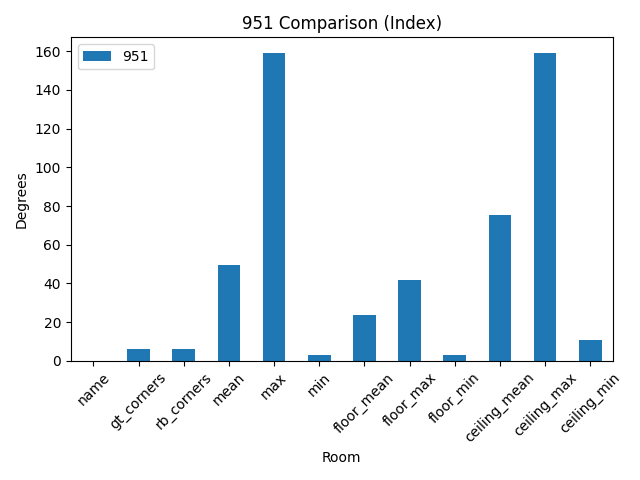 951 Comparison (Index)
951
160
140
120
100
80
60
40
20
0
Degrees
name
gt_corners
rb_corners
mean
max
min
floor_mean
floor_max
floor_min
ceiling_mean
ceiling_max
ceiling_min
Room